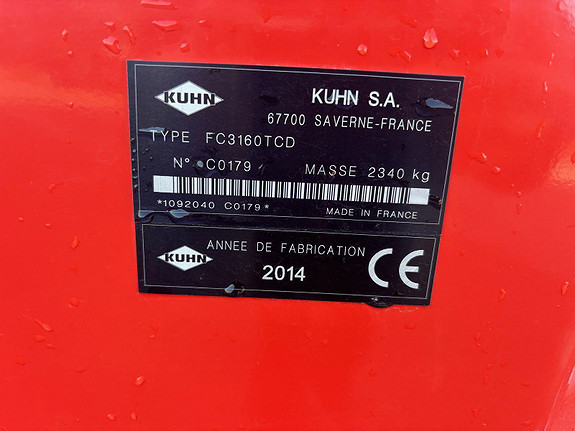 KUHN
KUHN S.A.
67700 SAVERNE-FRANCE
TYPE FC3160TCD
N° C0179 MASSE 2340 kg
*1092040 C0179*
MADE IN FRANCE
KUHN
ANNEE DE FABRICATION
2014
CE